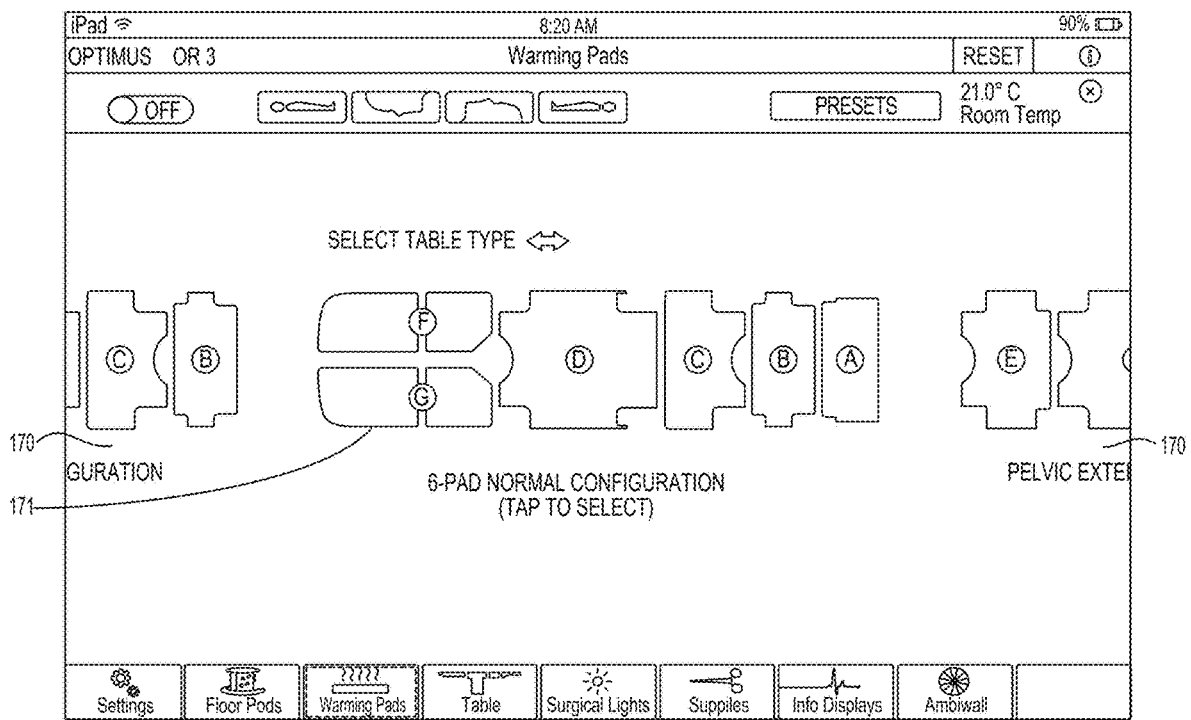 iPad 8:20 AM 90%
OPTIMUS OR 3 Warming Pads RESET i
OFF PRESETS 21.0° C
Room Temp
SELECT TABLE TYPE
F
C B D C B A E
G
170 170
GURATION 6-PAD NORMAL CONFIGURATION PELVIC EXTE
(TAP TO SELECT)
171
Settings Floor Pods Warming Pads Table Surgical Lights Suppiles Info Displays Ambiwall